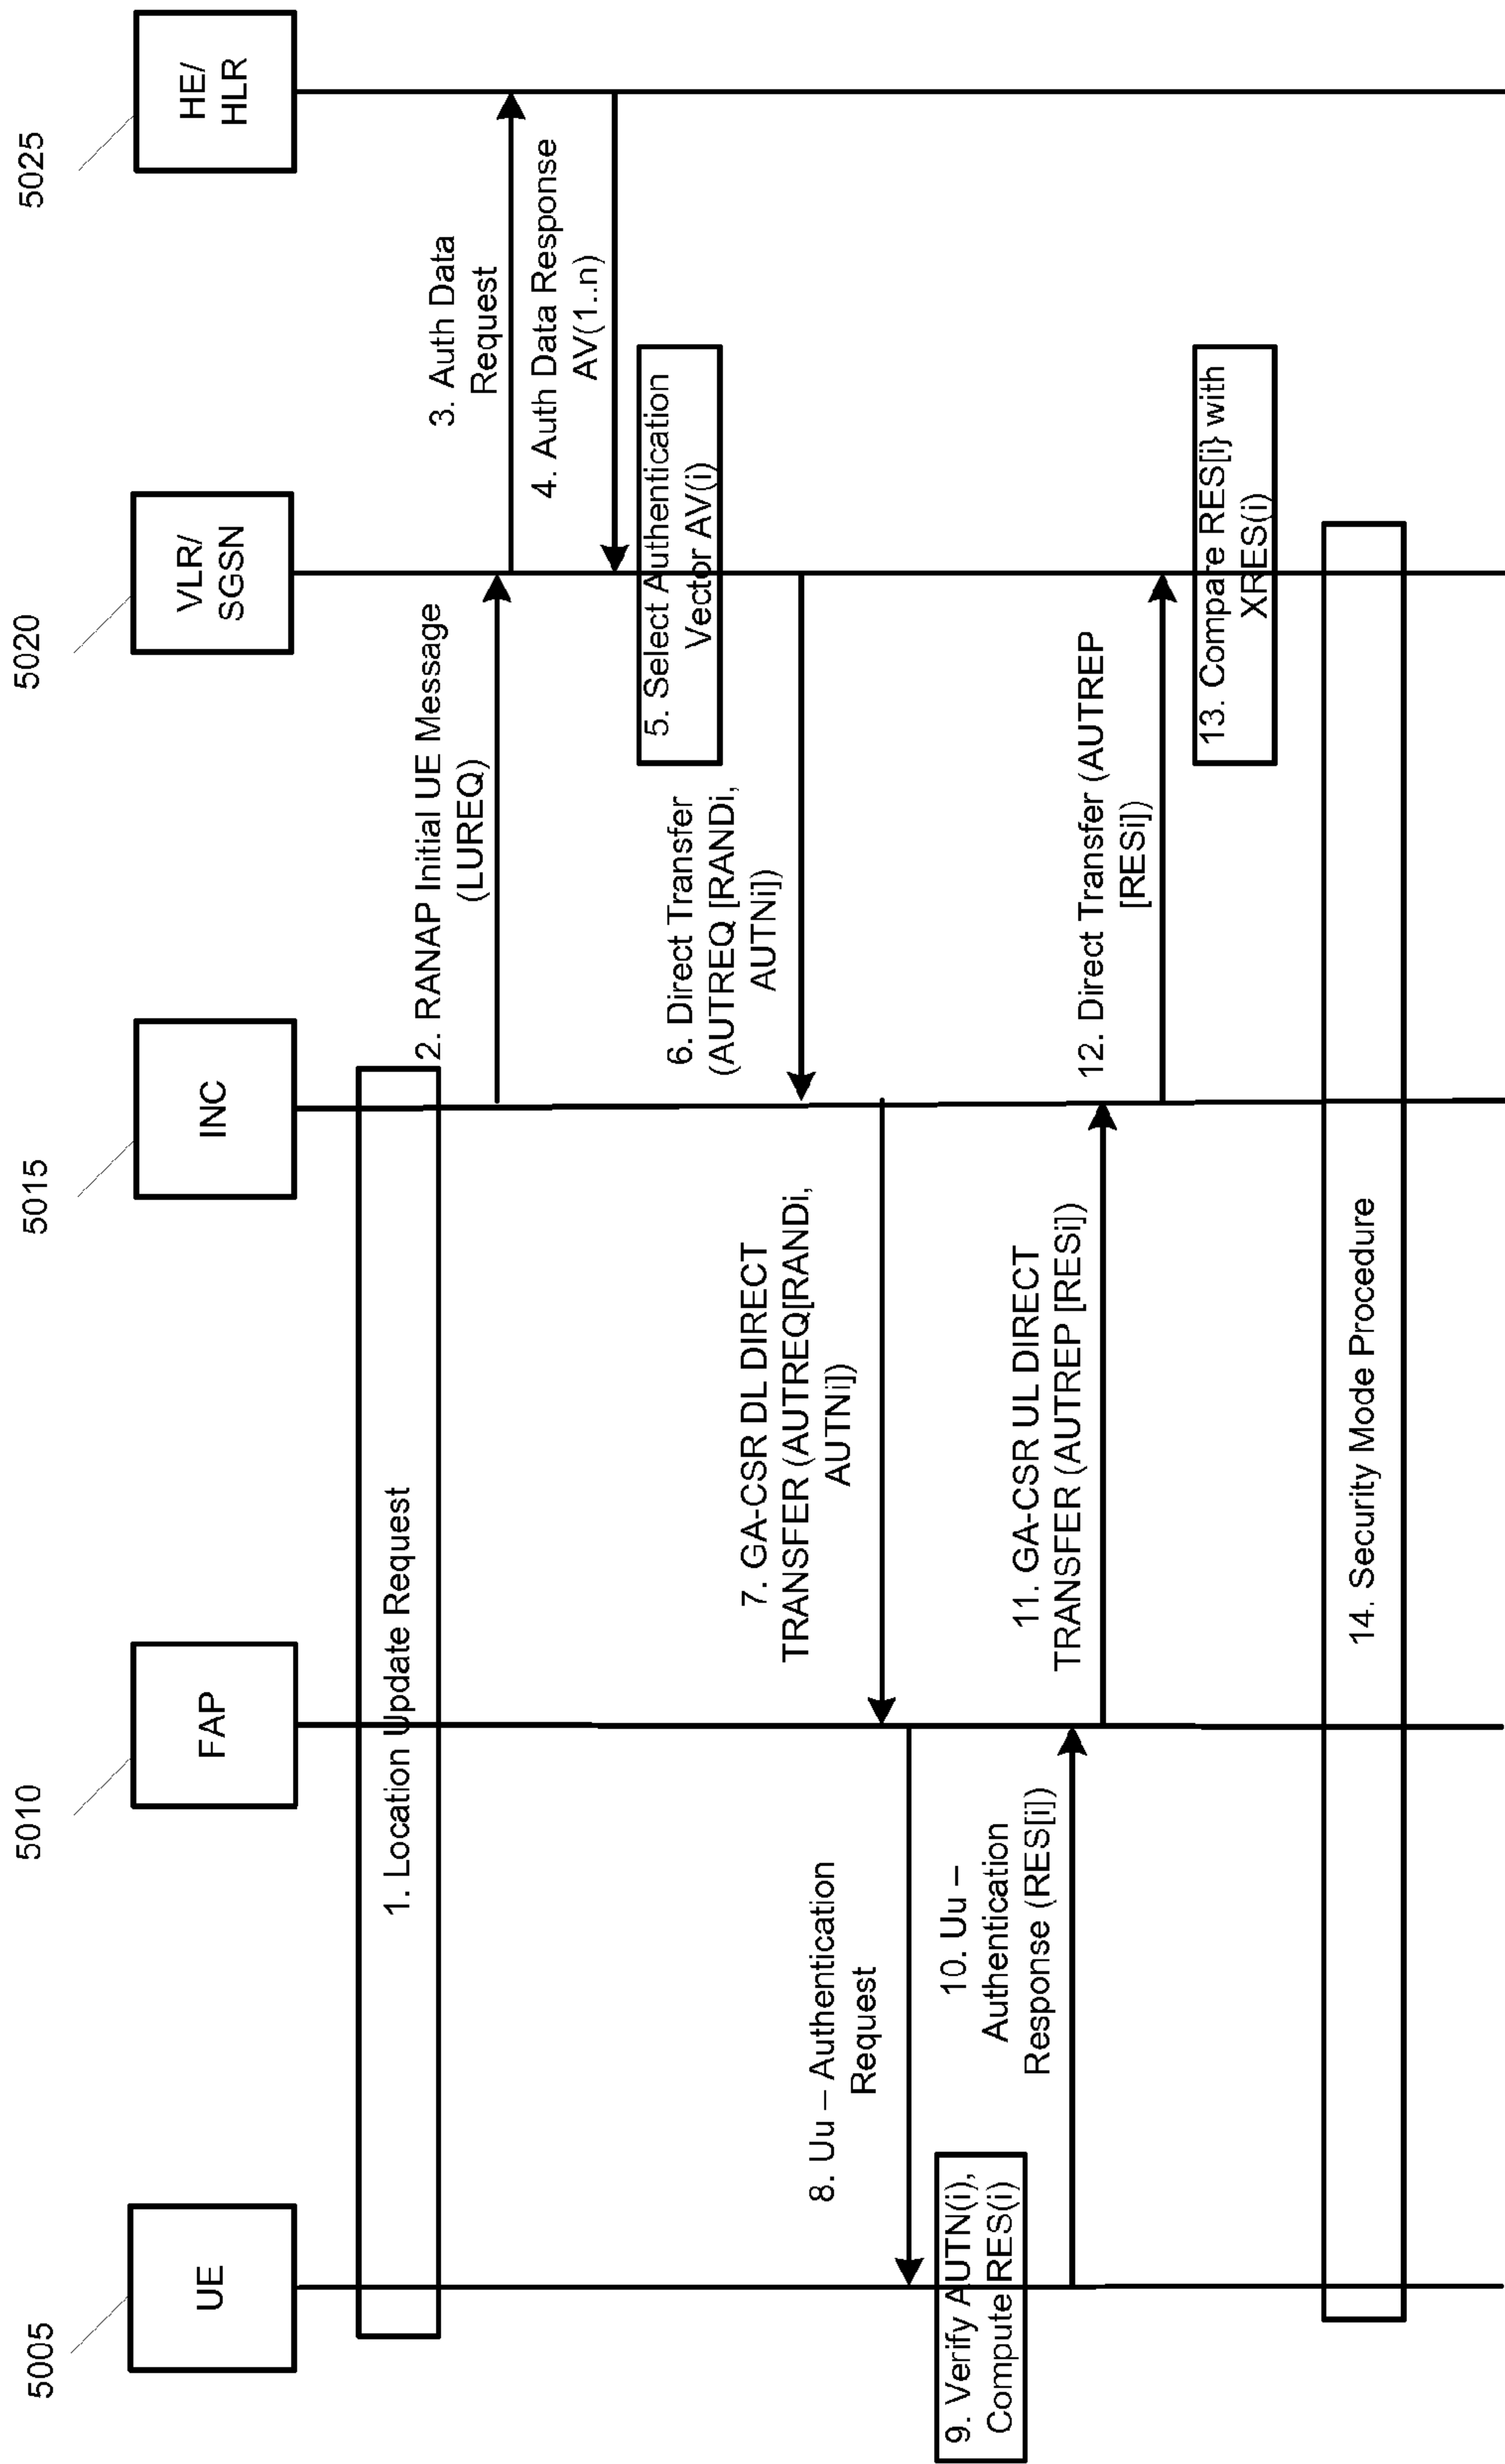 5005
5010
5015
5020
5025
UE
FAP
INC
VLR/
SGSN
HE/
HLR
1. Location Update Request
2. RANAP Initial UE Message
(LUREQ)
3. Auth Data
Request
4. Auth Data Response
AV(1..n)
5. Select Authentication
Vector AV(i)
6. Direct Transfer
(AUTREQ [RANDi,
AUTNi])
7. GA-CSR DL DIRECT
TRANSFER (AUTREQ[RANDi,
AUTNi])
8. Uu – Authentication
Request
9. Verify AUTN(i),
Compute RES(i)
10. Uu –
Authentication
Response (RES[i])
11. GA-CSR UL DIRECT
TRANSFER (AUTREP [RESi])
12. Direct Transfer (AUTREP
[RESi])
13. Compare RES[i} with
XRES(i)
14. Security Mode Procedure